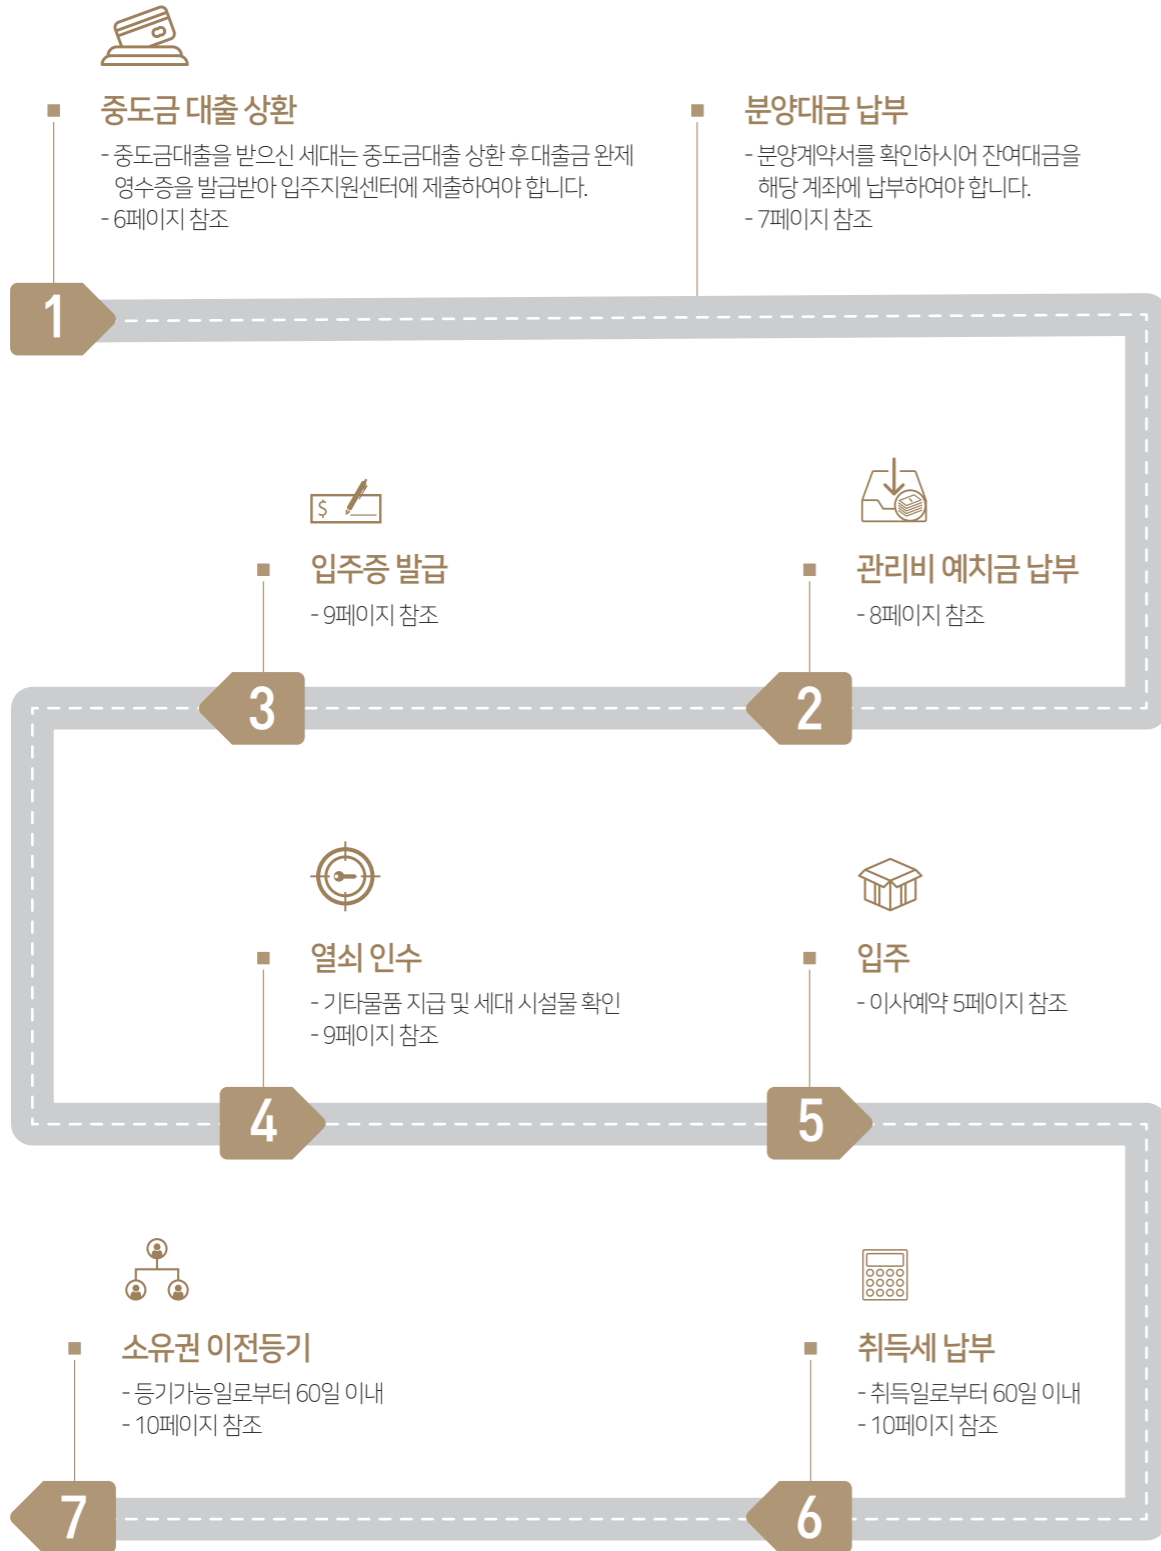 중도금 대출 상환
- 중도금대출을 받으신 세대는 중도금대출 상환 후 대출금 완제
영수증을 발급받아 입주지원센터에 제출하여야 합니다.
- 6페이지 참조
분양대금 납부
- 분양계약서를 확인하시어 잔여대금을
해당 계좌에 납부하여야 합니다.
- 7페이지 참조
1
관리비 예치금 납부
- 8페이지 참조
2
입주증 발급
- 9페이지 참조
3
$
열쇠 인수
- 기타물품 지급 및 세대 시설물 확인
- 9페이지 참조
4
입주
- 이사예약 5페이지 참조
5
취득세 납부
- 취득일로부터 60일 이내
- 10페이지 참조
6
소유권 이전등기
- 등기가능일로부터 60일 이내
- 10페이지 참조
7